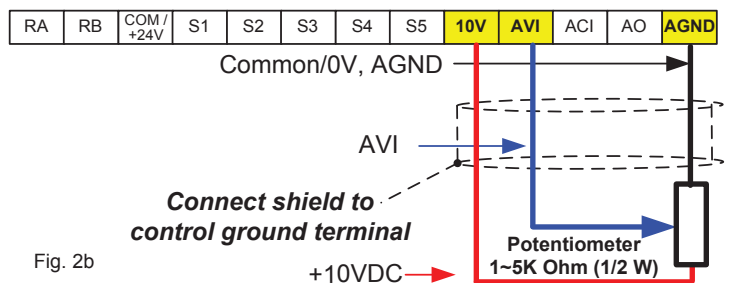 RA RB COM / +24V S1 S2 S3 S4 S5 10V AVI ACI AO AGND
Common/0V, AGND
AVI
Connect shield to
control ground terminal
Potentiometer
1~5K Ohm (1/2 W)
Fig. 2b
+10VDC